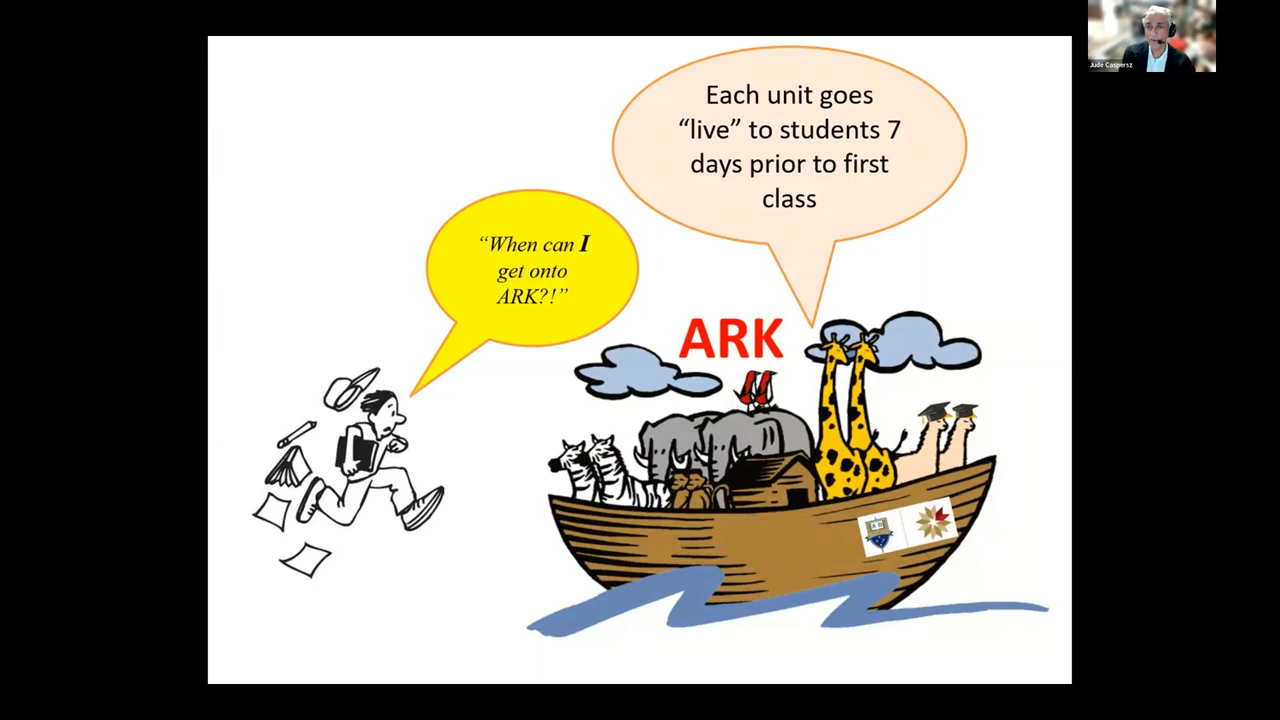 Jude Caspersz
Each unit goes
“live” to students 7
days prior to first
class
“When can I
get onto
ARK?!”
ARK